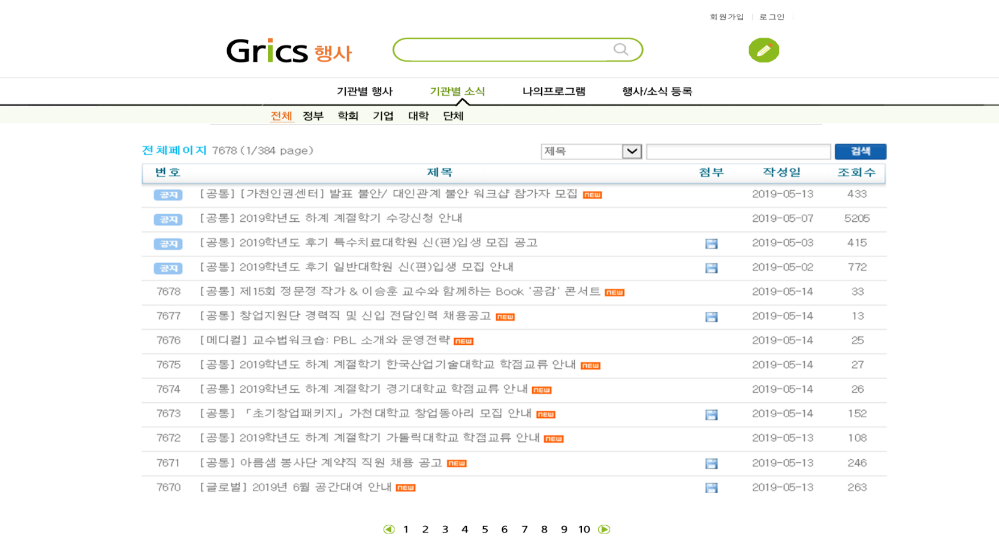 회원가입 로그인
Grics 행사
기관별 행사 기관별 소식 나의프로그램 행사/소식 등록
전체 정부 학회 기업 대학 단체
전체페이지 7678 (1/384 page) 제목 검색
번호 제목 첨부 작성일 조회수
공지 [공통] [가천인권센터] 발표 불안/ 대인관계 불안 워크샵 참가자 모집 new 2019-05-13 433
공지 [공통] 2019학년도 하계 계절학기 수강신청 안내 2019-05-07 5205
공지 [공통] 2019학년도 후기 특수치료대학원 신(편)입생 모집 공고 2019-05-03 415
공지 [공통] 2019학년도 후기 일반대학원 신(편)입생 모집 안내 2019-05-02 772
7678 [공통] 제15회 정문정 작가 & 이승훈 교수와 함께하는 Book '공감' 콘서트 new 2019-05-14 33
7677 [공통] 창업지원단 경력직 및 신입 전담인력 채용공고 new 2019-05-14 13
7676 [메디컬] 교수법워크숍: PBL 소개와 운영전략 new 2019-05-14 25
7675 [공통] 2019학년도 하계 계절학기 한국산업기술대학교 학점교류 안내 new 2019-05-14 27
7674 [공통] 2019학년도 하계 계절학기 경기대학교 학점교류 안내 new 2019-05-14 26
7673 [공통] 「초기창업패키지」가천대학교 창업동아리 모집 안내 new 2019-05-14 152
7672 [공통] 2019학년도 하계 계절학기 가톨릭대학교 학점교류 안내 new 2019-05-13 108
7671 [공통] 아름샘 봉사단 계약직 직원 채용 공고 new 2019-05-13 246
7670 [글로벌] 2019년 6월 공간대여 안내 new 2019-05-13 263
1 2 3 4 5 6 7 8 9 10